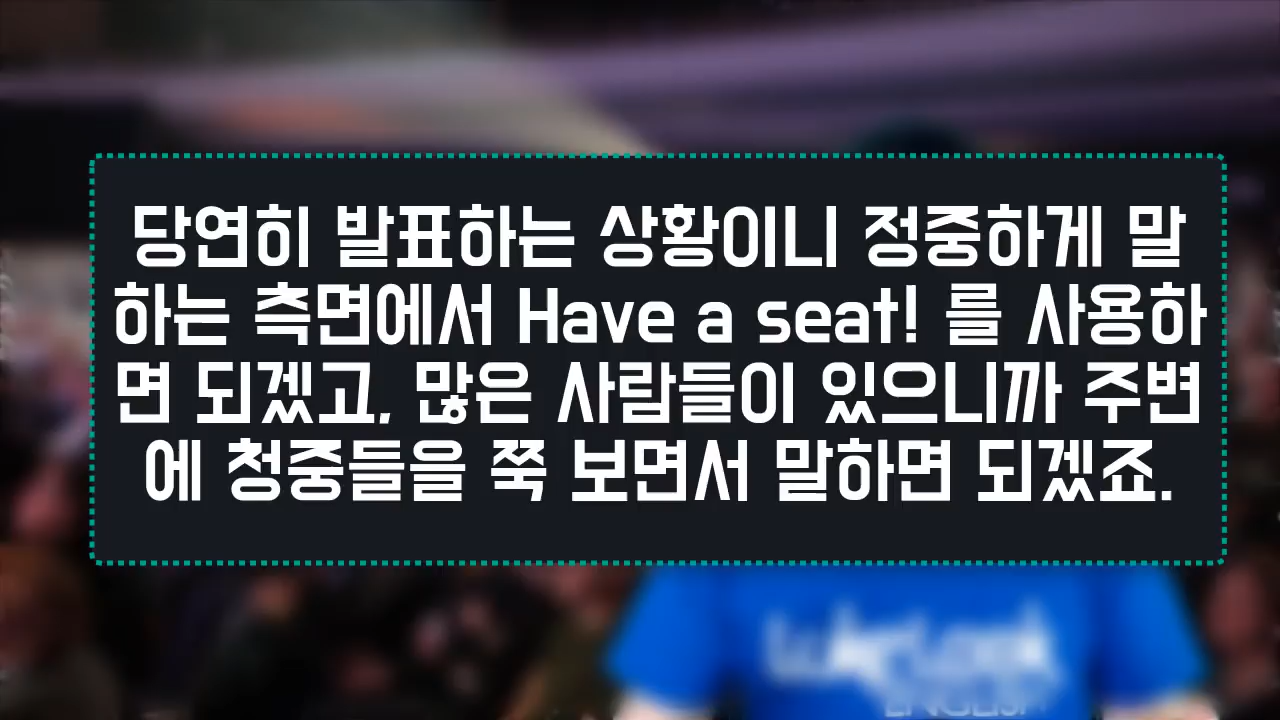 당연히 발표하는 상황이니 정중하게 말
하는 측면에서 Have a seat! 를 사용하
면 되겠고, 많은 사람들이 있으니까 주변
에 청중들을 쭉 보면서 말하면 되겠죠.
ENGLISH